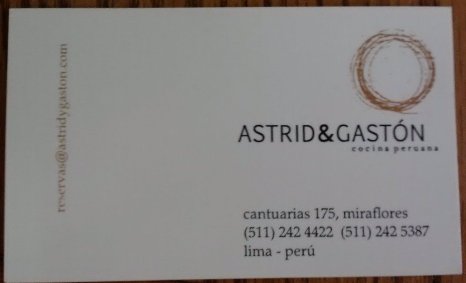 reservas@astridygaston.com
ASTRID&GASTÓN
cocina peruana
cantuarias 175, miraflores
(511) 242 4422 (511) 242 5387
lima - perú